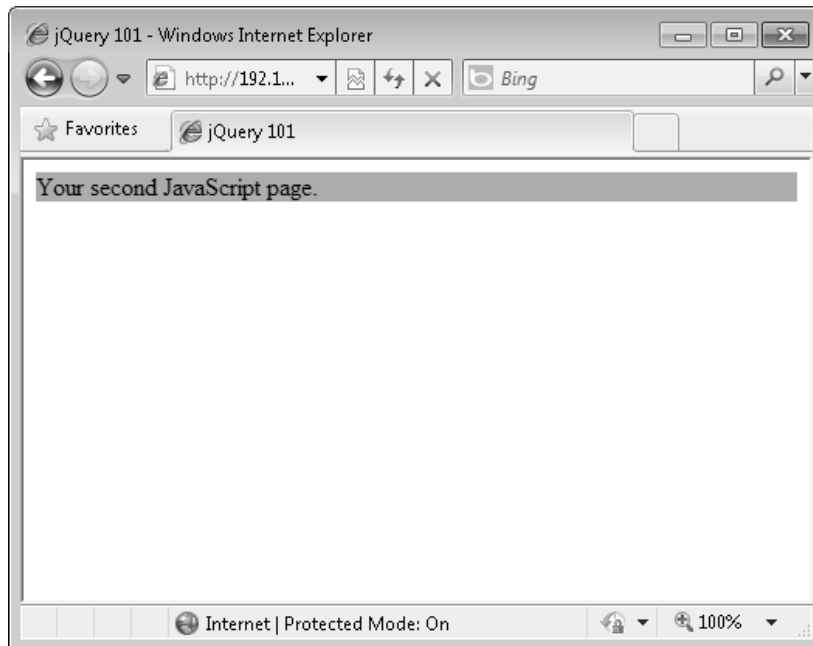 jQuery 101 - Windows Internet Explorer
http://192.1... Bing
Favorites jQuery 101
Your second JavaScript page.
Internet | Protected Mode: On 100%